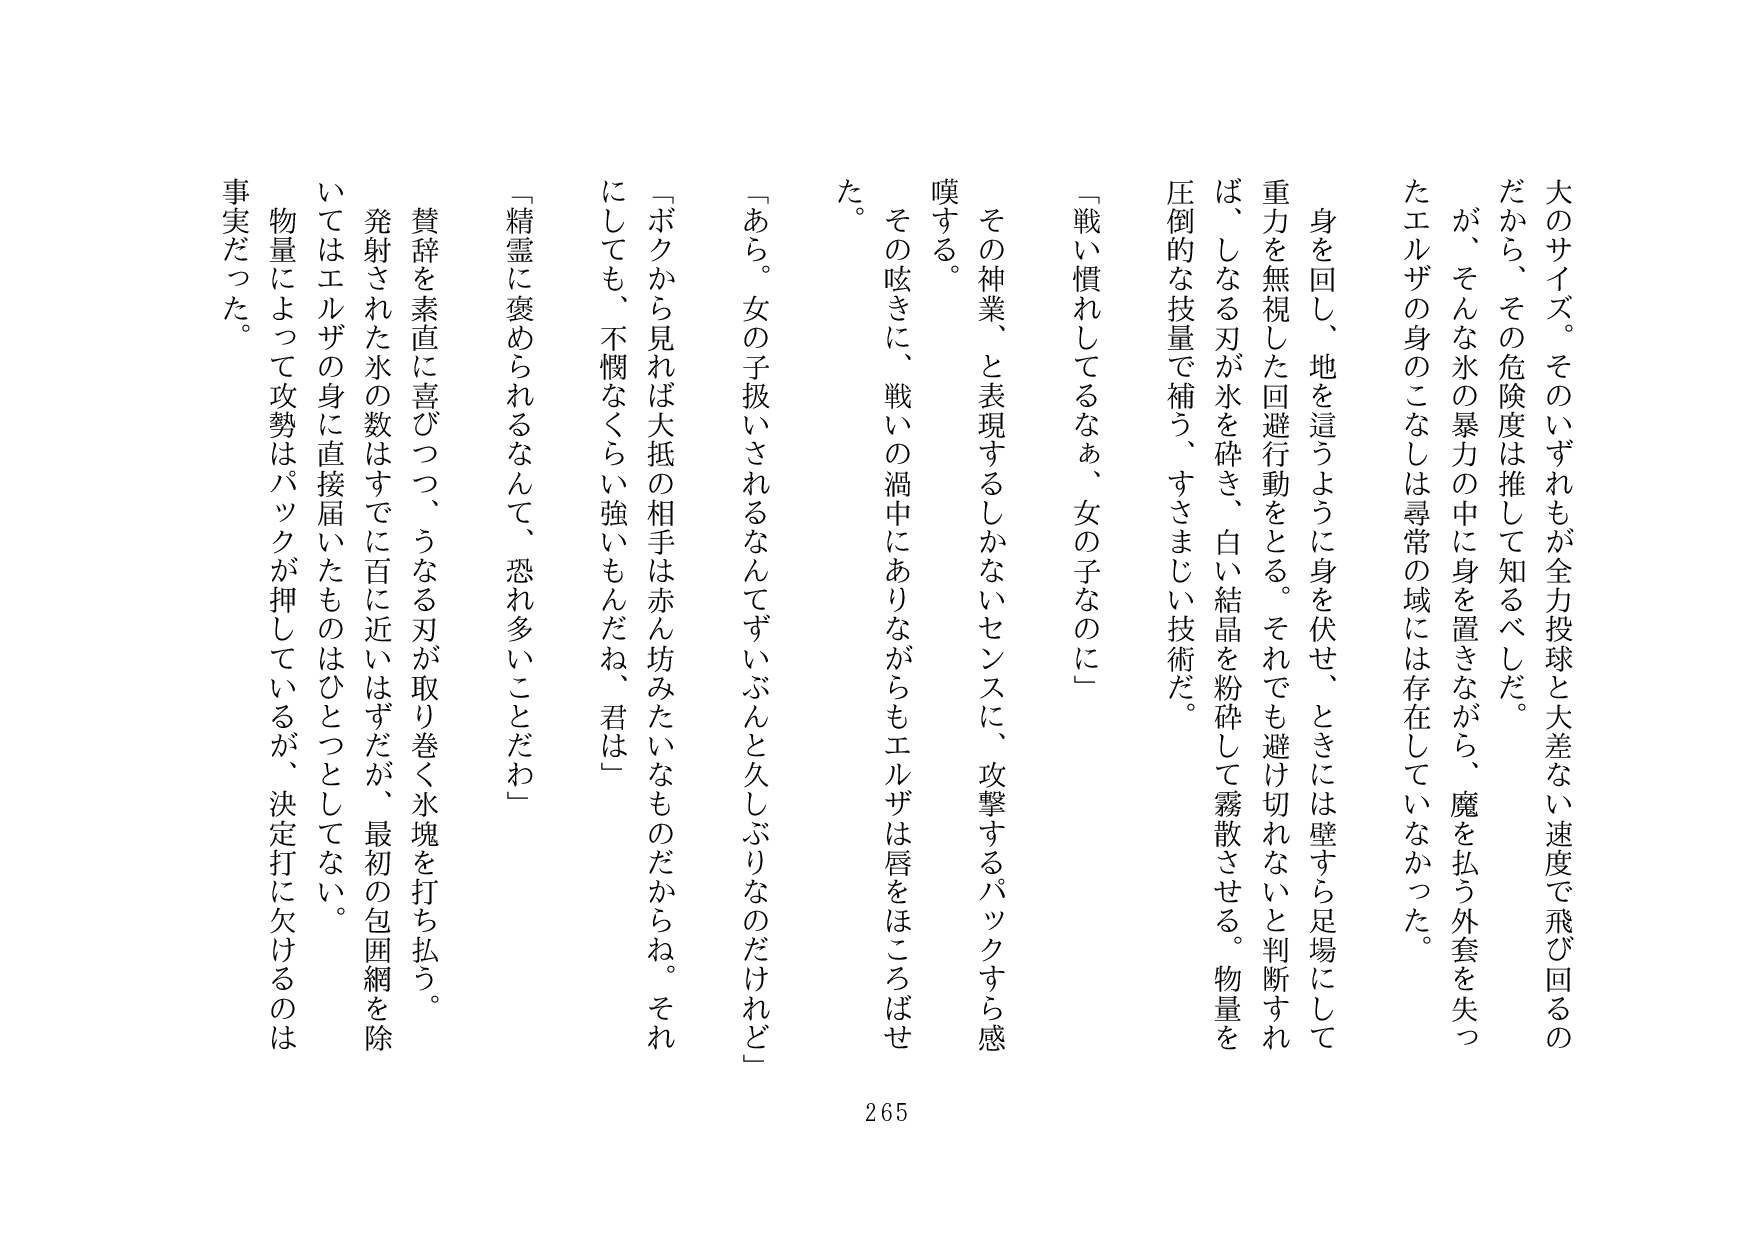 大のサイズ。そのいずれもが全力投球と大差ない速度で飛び回るの
だから、その危険度は推して知るべしだ。
　が、そんな氷の暴力の中に身を置きながら、魔を払う外套を失っ
たエルザの身のこなしは尋常の域には存在していなかった。
　身を回し、地を這うように身を伏せ、ときには壁すら足場にして
重力を無視した回避行動をとる。それでも避け切れないと判断すれ
ば、しなる刃が氷を砕き、白い結晶を粉砕して霧散させる。物量を
圧倒的な技量で補う、すさまじい技術だ。
「戦い慣れしてるなぁ、女の子なのに」
　その神業、と表現するしかないセンスに、攻撃するパックすら感
嘆する。
　その呟きに、戦いの渦中にありながらもエルザは唇をほころばせ
た。
「あら。女の子扱いされるなんてずいぶんと久しぶりなのだけれど」
「ボクから見れば大抵の相手は赤ん坊みたいなものだからね。それ
にしても、不憫なくらい強いもんだね、君は」
「精霊に褒められるなんて、恐れ多いことだわ」
　賛辞を素直に喜びつつ、うなる刃が取り巻く氷塊を打ち払う。
　発射された氷の数はすでに百に近いはずだが、最初の包囲網を除
いてはエルザの身に直接届いたものはひとつとしてない。
　物量によって攻勢はパックが押しているが、決定打に欠けるのは
事実だった。
265